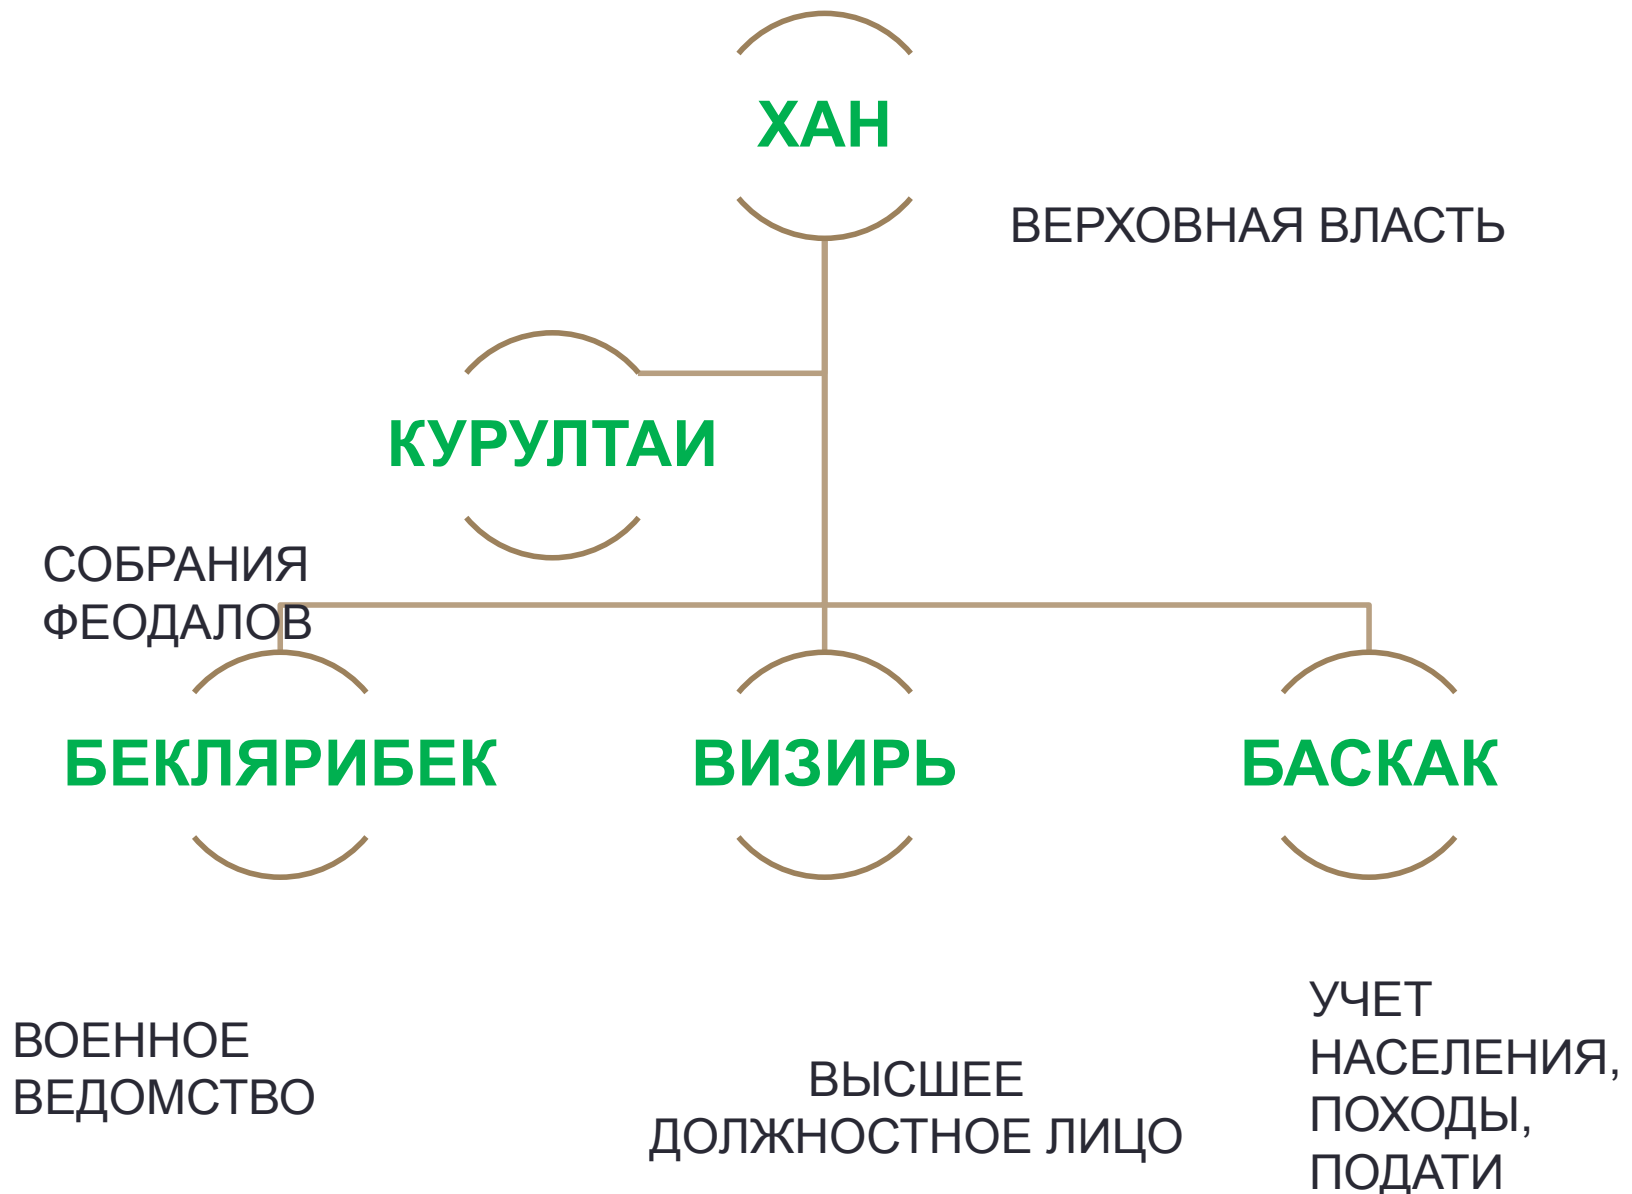 ХАН
ВЕРХОВНАЯ ВЛАСТЬ
КУРУЛТАИ
СОБРАНИЯ
ФЕОДАЛОВ
БЕКЛЯРИБЕК
ВИЗИРЬ
БАСКАК
ВОЕННОЕ
ВЕДОМСТВО
ВЫСШЕЕ
ДОЛЖНОСТНОЕ ЛИЦО
УЧЕТ
НАСЕЛЕНИЯ,
ПОХОДЫ,
ПОДАТИ